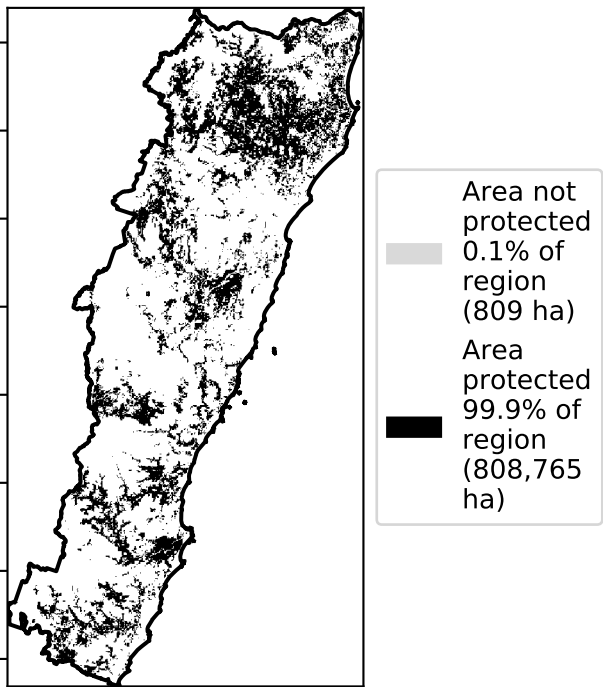 Area not
protected
0.1% of
region
(809 ha)
Area
protected
99.9% of
region
(808,765
ha)